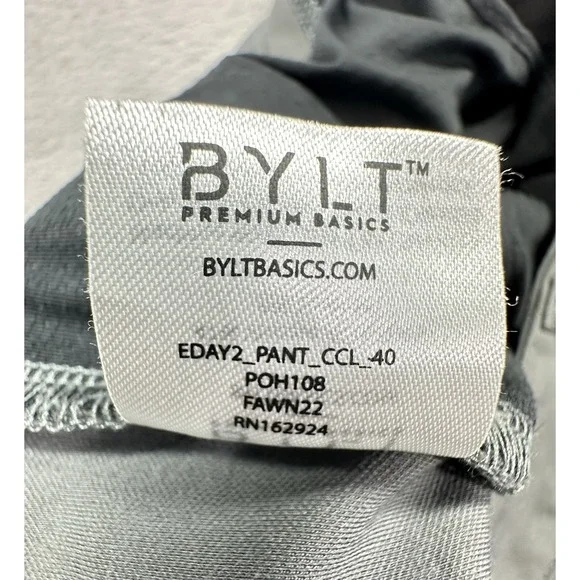 BYLT™
PREMIUM BASICS
BYLTBASICS.COM
EDAY2_PANT_CCL_40
POH108
FAWN22
RN162924